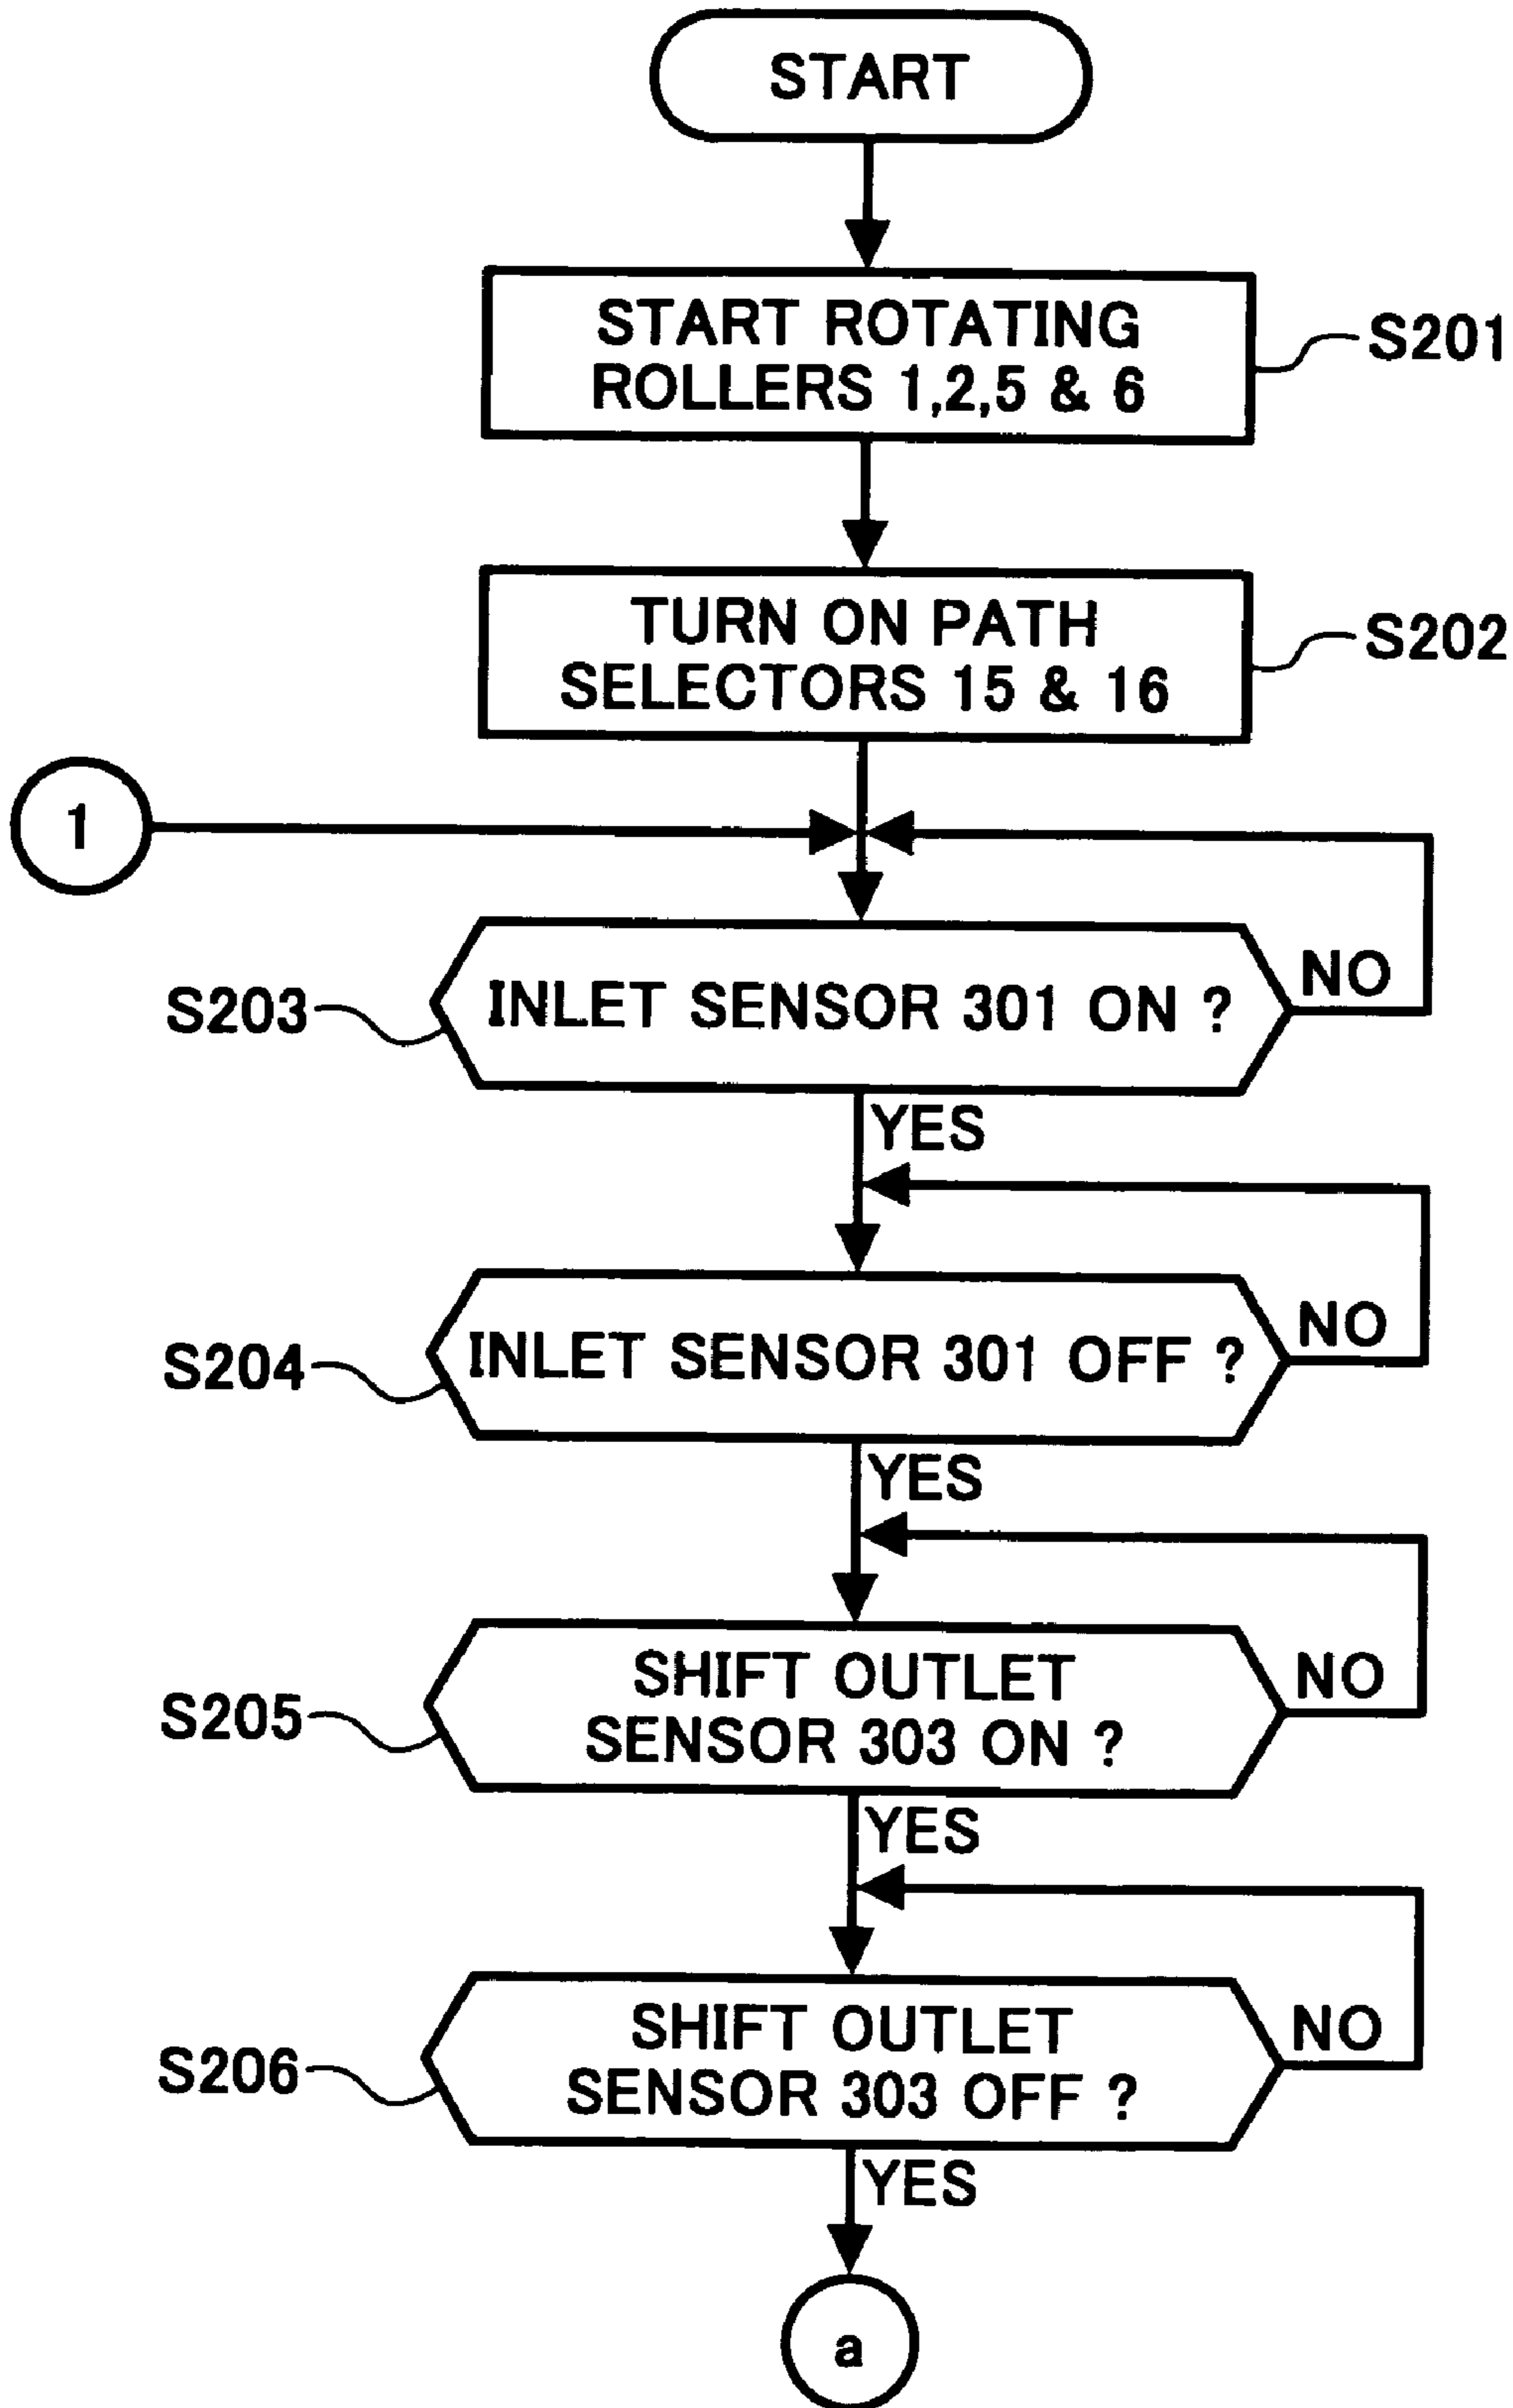 START
START ROTATING
ROLLERS 1,2,5 & 6
S201
TURN ON PATH
SELECTORS 15 & 16
S202
1
INLET SENSOR 301 ON ?
NO
S203
YES
INLET SENSOR 301 OFF ?
NO
S204
YES
SHIFT OUTLET
SENSOR 303 ON ?
NO
S205
YES
SHIFT OUTLET
SENSOR 303 OFF ?
NO
S206
YES
a